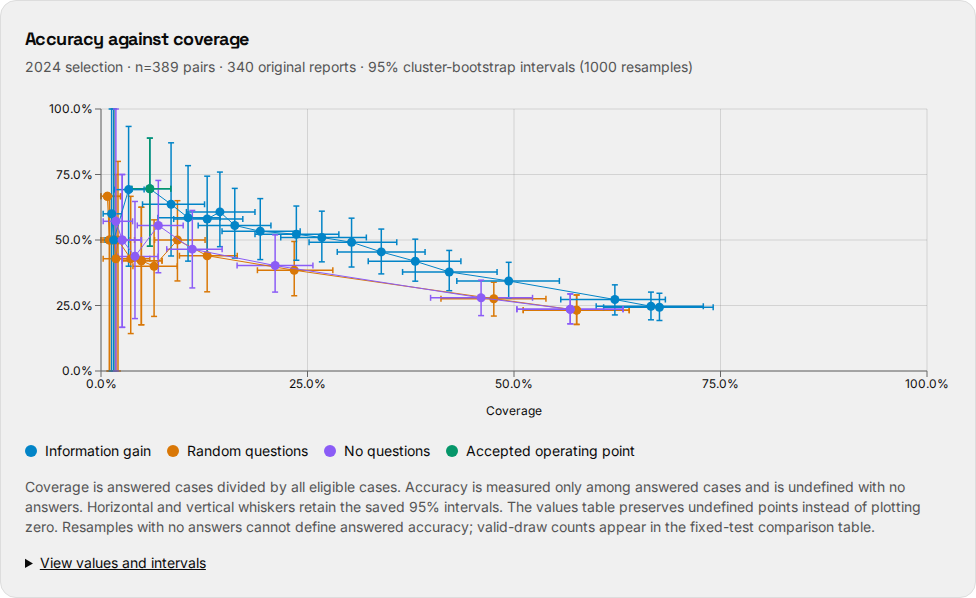 Accuracy against coverage
2024 selection · n=389 pairs · 340 original reports · 95% cluster-bootstrap intervals (1000 resamples)
100.0%
75.0%
50.0%
25.0%
0.0%
0.0% 25.0% 50.0% 75.0% 100.0%
Coverage
Information gain Random questions No questions Accepted operating point
Coverage is answered cases divided by all eligible cases. Accuracy is measured only among answered cases and is undefined with no
answers. Horizontal and vertical whiskers retain the saved 95% intervals. The values table preserves undefined points instead of plotting
zero. Resamples with no answers cannot define answered accuracy; valid-draw counts appear in the fixed-test comparison table.
View values and intervals